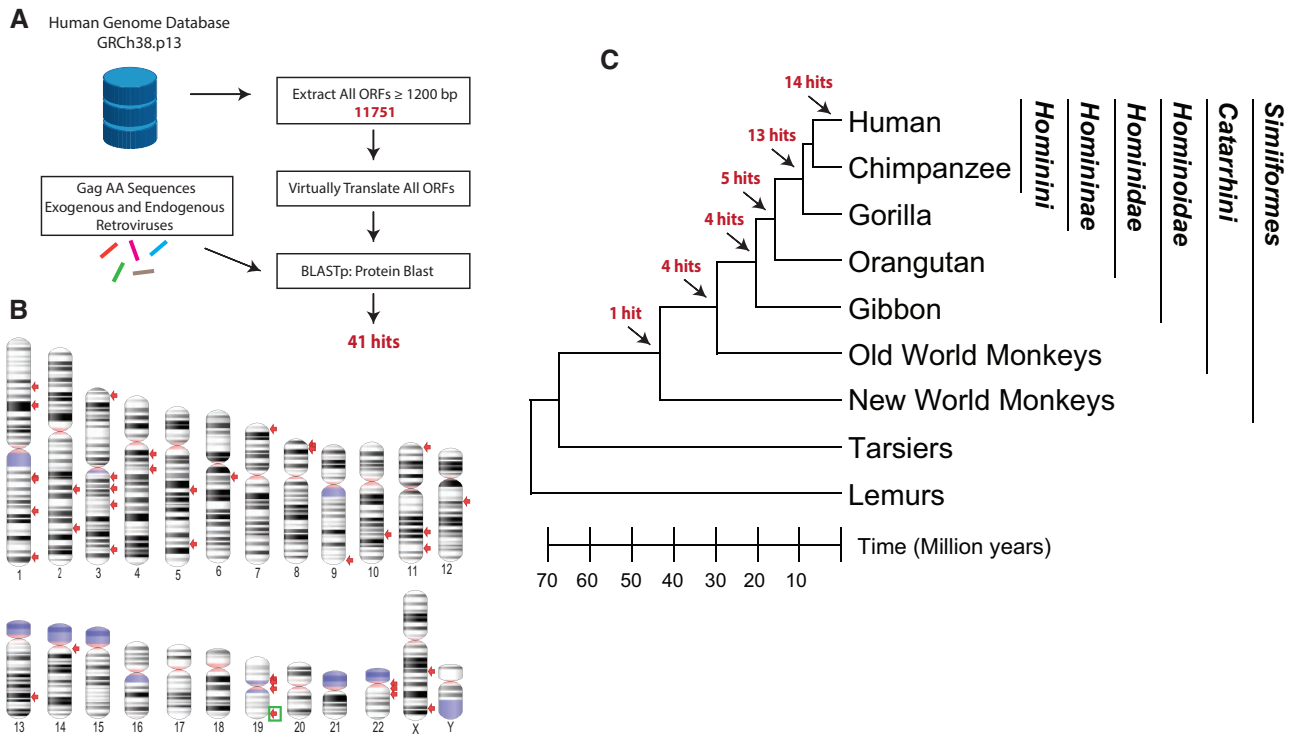 A
Human Genome Database
GRCh38.p13
Extract All ORFs ≥ 1200 bp
11751
Gag AA Sequences
Exogenous and Endogenous
Retroviruses
Virtually Translate All ORFs
BLASTp: Protein Blast
41 hits
B
1 2 3 4 5 6 7 8 9 10 11 12
13 14 15 16 17 18 19 20 21 22 X Y
C
14 hits
13 hits
5 hits
4 hits
4 hits
1 hit
Human
Chimpanzee
Gorilla
Orangutan
Gibbon
Old World Monkeys
New World Monkeys
Tarsiers
Lemurs
Hominini
Homininae
Hominidae
Hominoidae
Catarrhini
Simiiformes
70 60 50 40 30 20 10
Time (Million years)